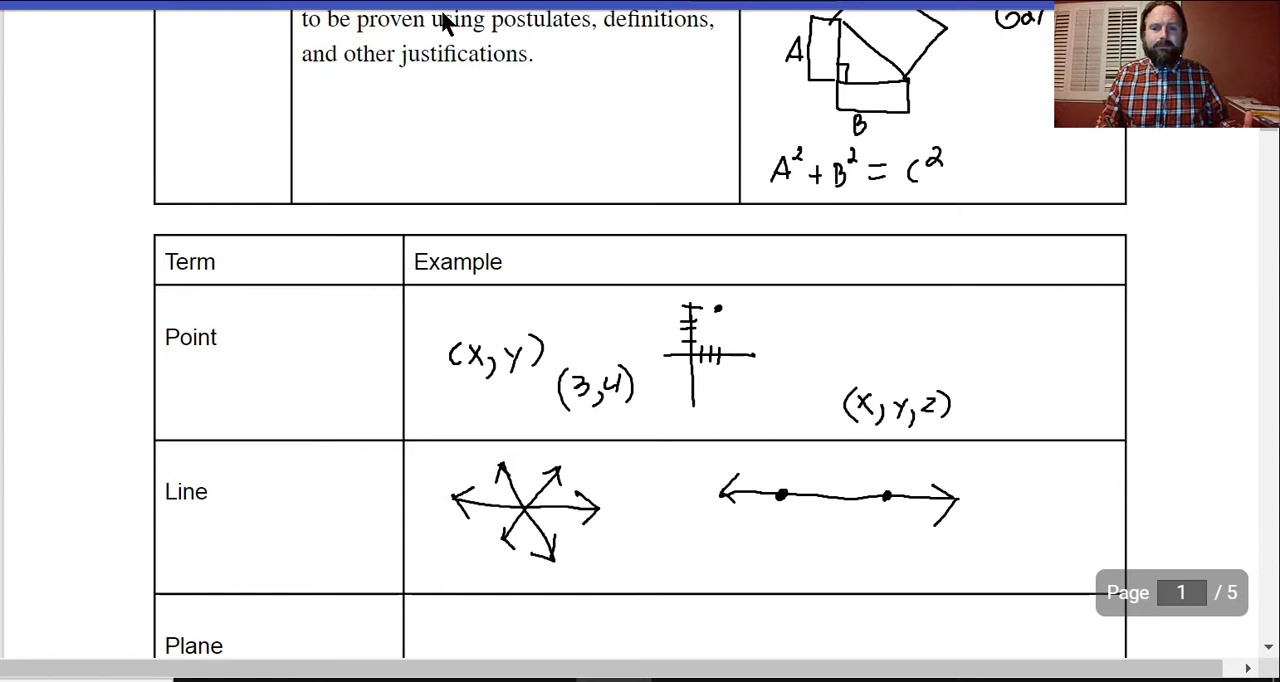 to be proven using postulates, definitions,
and other justifications.
A
B
A² + B² = C²
Term
Example
Point
(x, y)
(3,4)
(x, y, z)
Line
Page 1 / 5
Plane